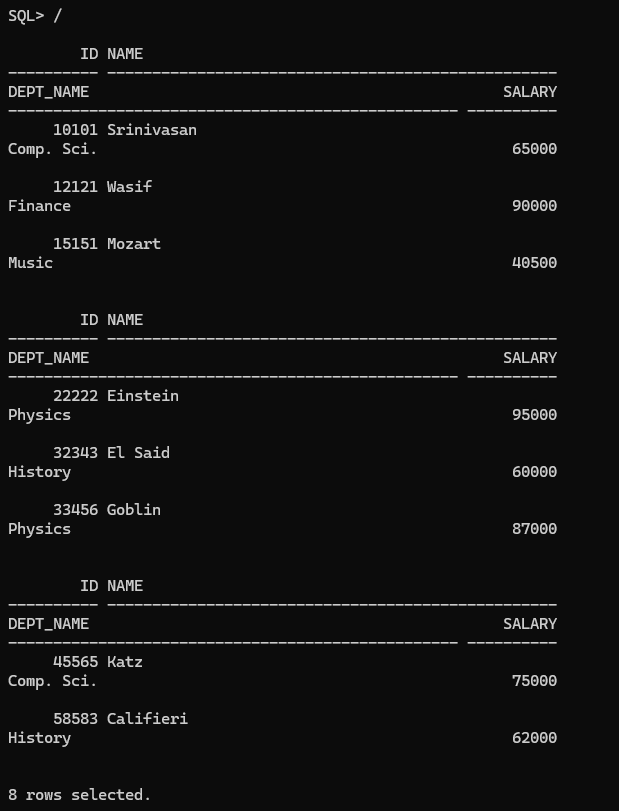 SQL> /
        ID NAME
---------- --------------------------------------------------
DEPT_NAME                                              SALARY
-------------------------------------------------- ----------
     10101 Srinivasan
Comp. Sci.                                              65000
     12121 Wasif
Finance                                                 90000
     15151 Mozart
Music                                                   40500
        ID NAME
---------- --------------------------------------------------
DEPT_NAME                                              SALARY
-------------------------------------------------- ----------
     22222 Einstein
Physics                                                 95000
     32343 El Said
History                                                 60000
     33456 Goblin
Physics                                                 87000
        ID NAME
---------- --------------------------------------------------
DEPT_NAME                                              SALARY
-------------------------------------------------- ----------
     45565 Katz
Comp. Sci.                                              75000
     58583 Califieri
History                                                 62000
8 rows selected.